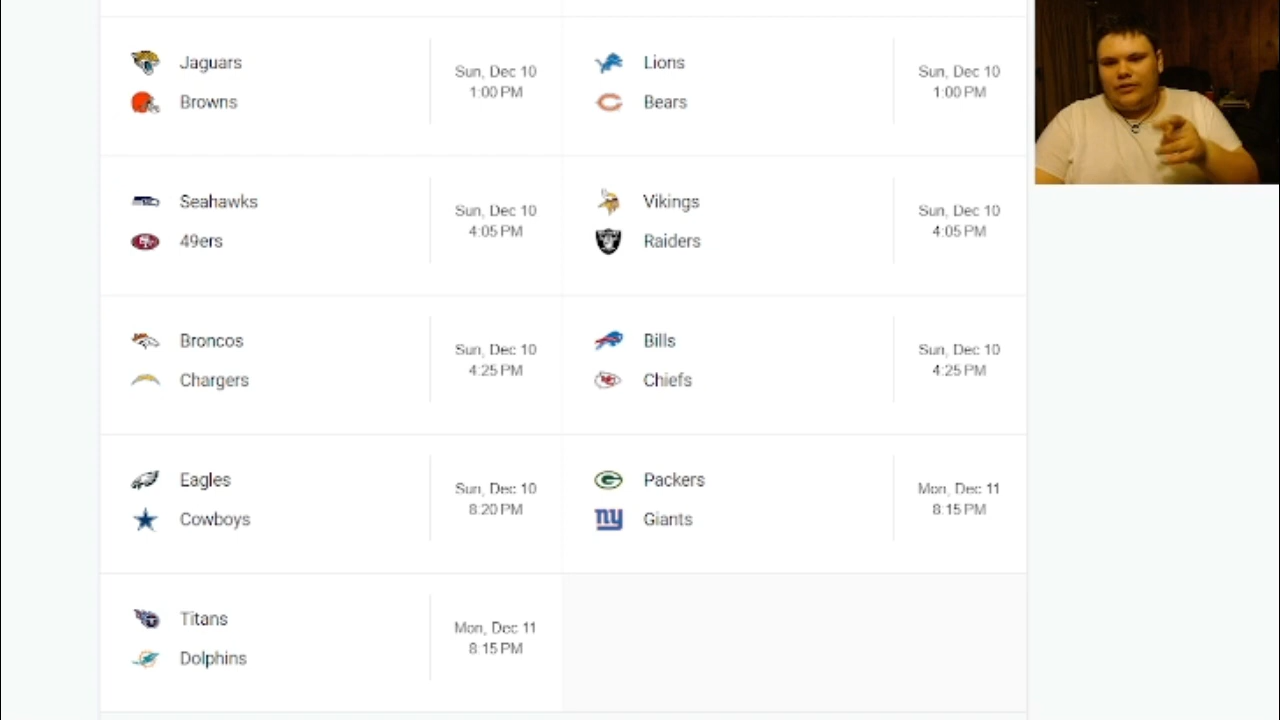 Jaguars
Browns
Sun, Dec 10
1:00 PM
Lions
Bears
Sun, Dec 10
1:00 PM
Seahawks
49ers
Sun, Dec 10
4:05 PM
Vikings
Raiders
Sun, Dec 10
4:05 PM
Broncos
Chargers
Sun, Dec 10
4:25 PM
Bills
Chiefs
Sun, Dec 10
4:25 PM
Eagles
Cowboys
Sun, Dec 10
8:20 PM
Packers
ny
Giants
Mon, Dec 11
8:15 PM
Titans
Dolphins
Mon, Dec 11
8:15 PM